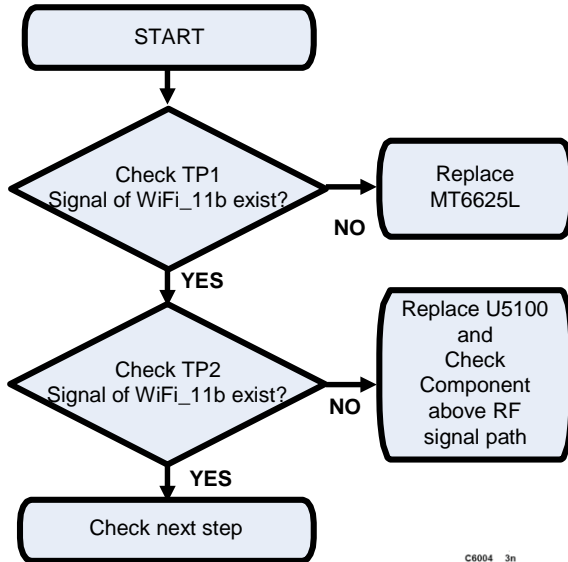 START
Check TP1
Signal of WiFi_11b exist?
Replace
MT6625L
NO
YES
Check TP2
Signal of WiFi_11b exist?
Replace U5100
and
Check
Component
above RF
signal path
NO
YES
Check next step
C6004 3n